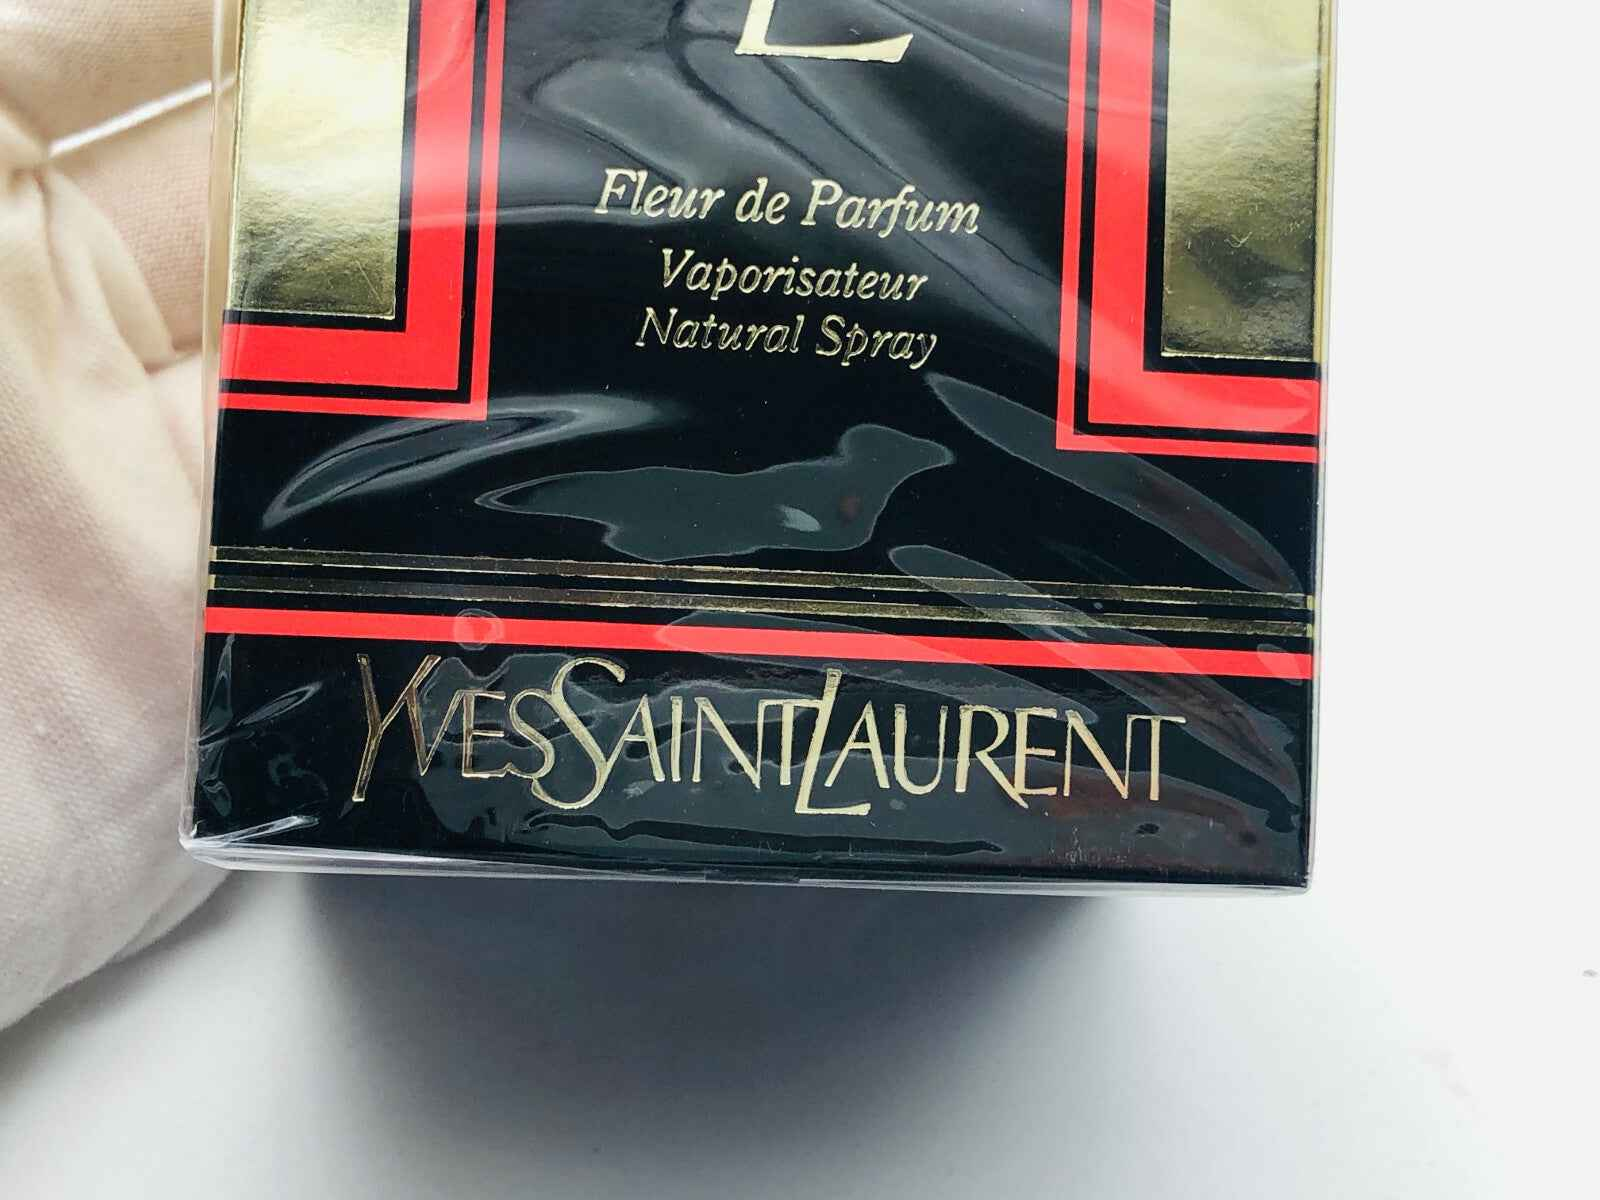 L
Fleur de Parfum
Vaporisateur
Natural Spray
YVESSAINTLAURENT